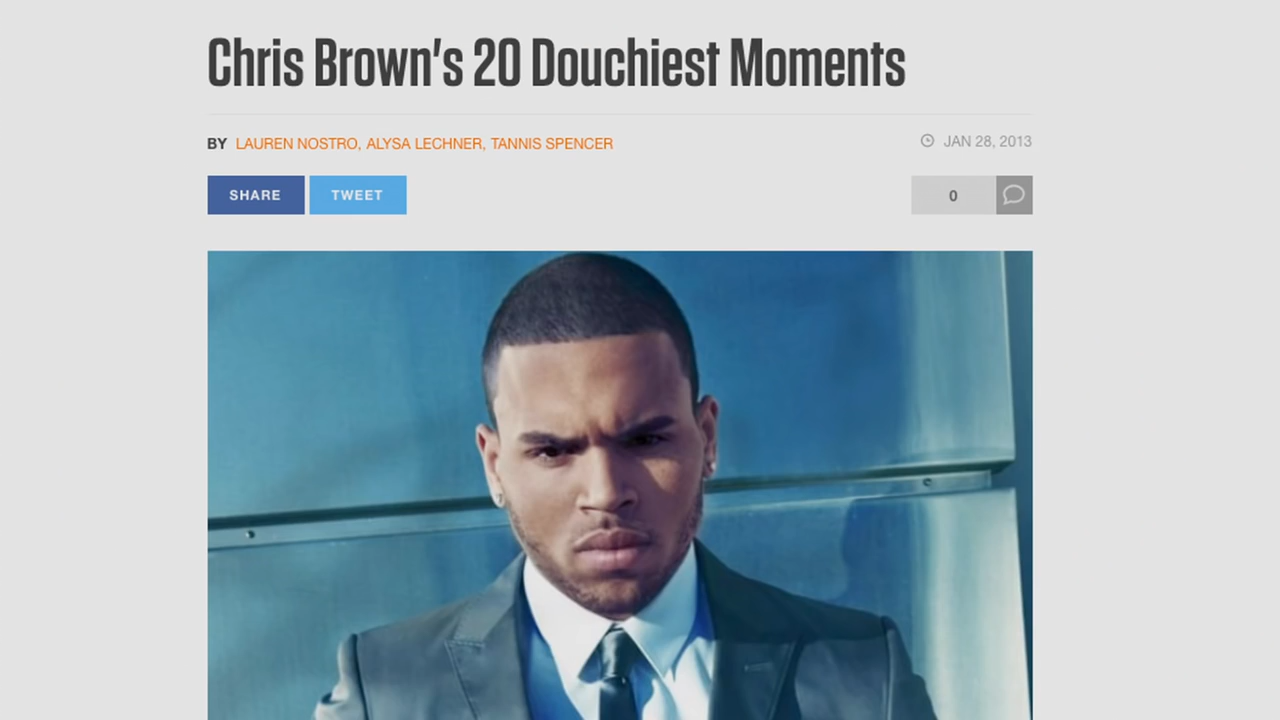 Chris Brown's 20 Douchiest Moments
BY LAUREN NOSTRO, ALYSA LECHNER, TANNIS SPENCER
JAN 28, 2013
SHARE TWEET
0